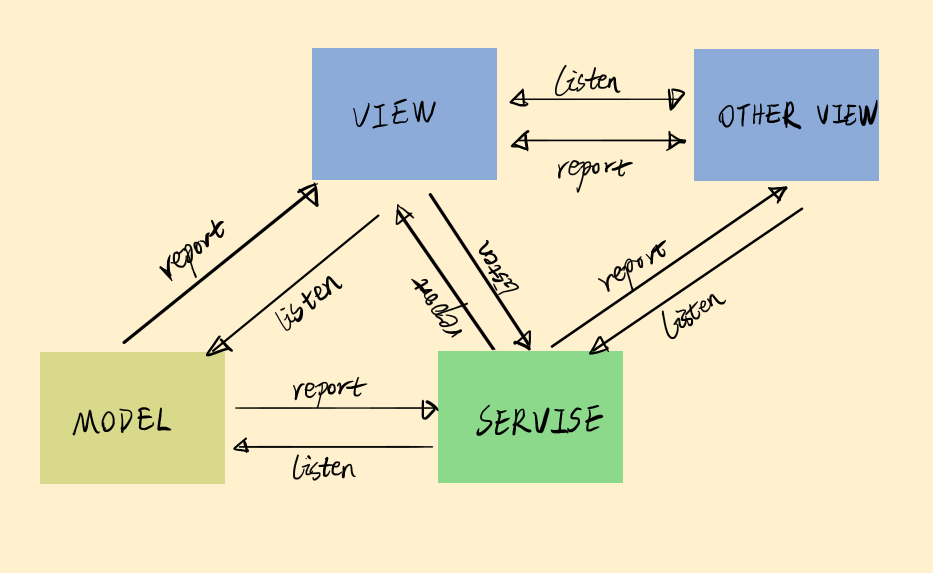 Listen
VIEW
OTHER VIEW
report
report
listen
Listen
report
report
Listen
report
MODEL
SERVISE
Listen